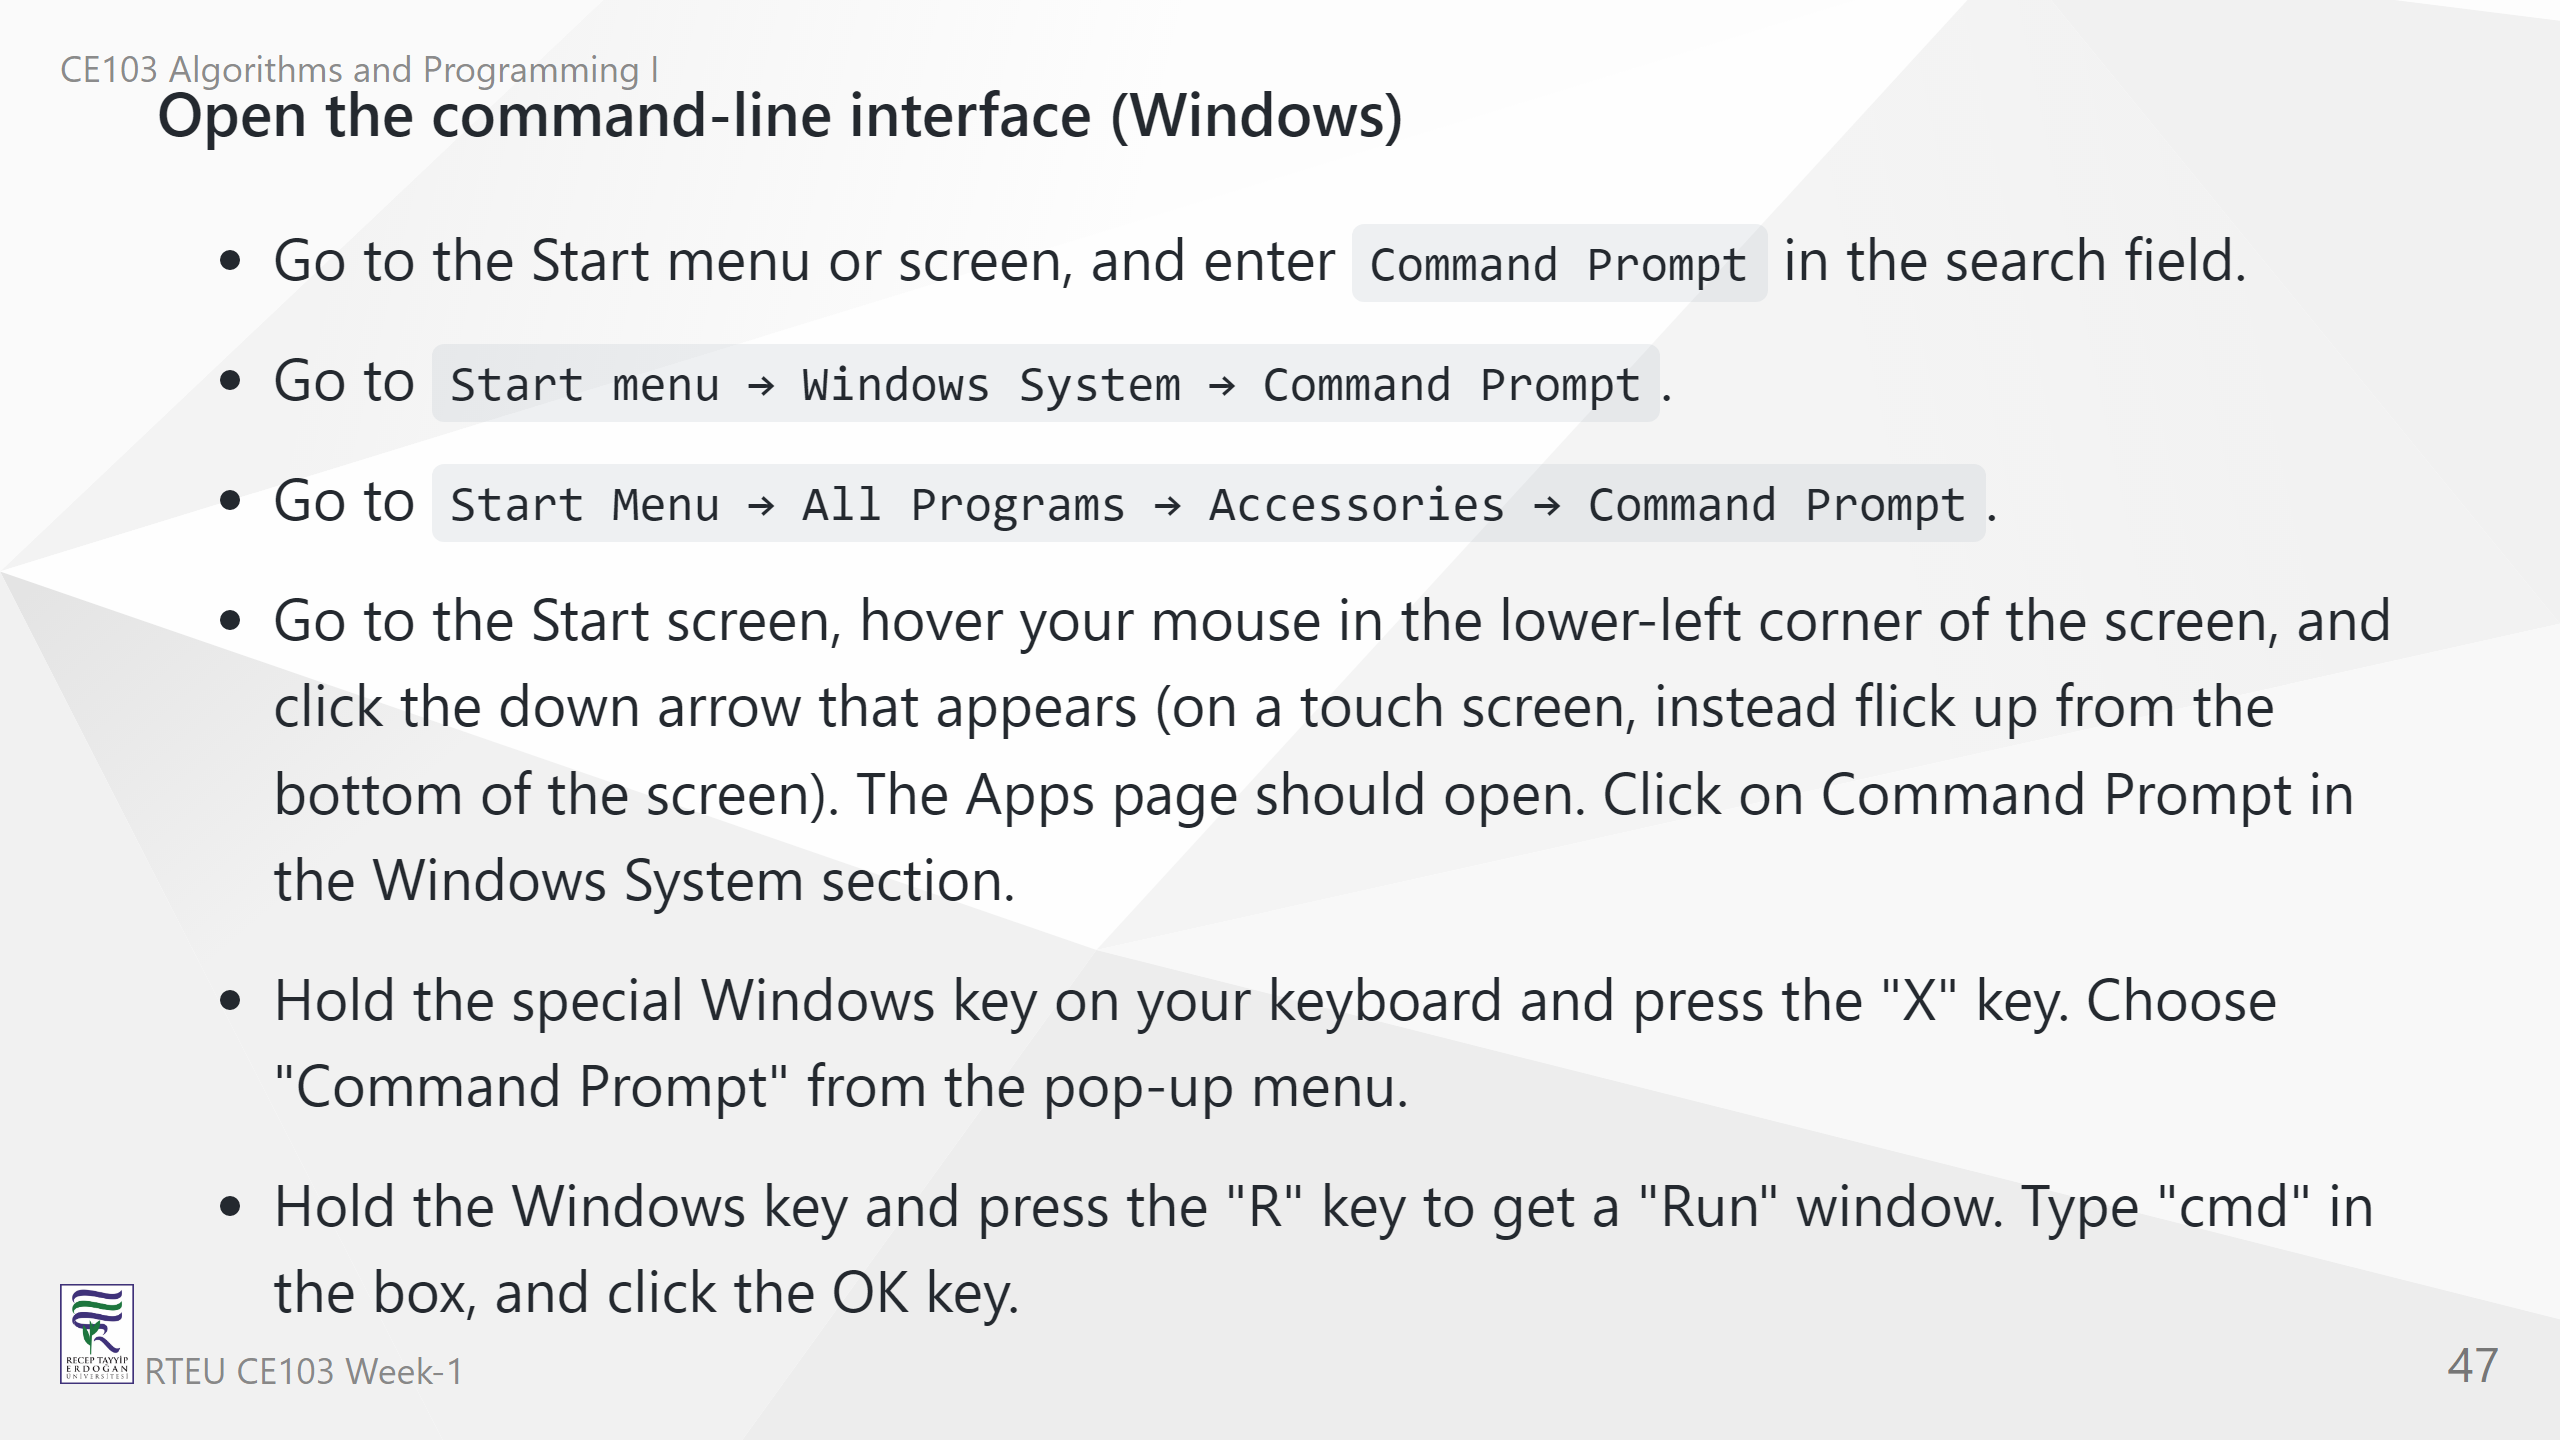 CE103 Algorithms and Programming I
Open the command-line interface (Windows)
• Go to the Start menu or screen, and enter Command Prompt in the search field.
• Go to Start menu → Windows System → Command Prompt .
• Go to Start Menu → All Programs → Accessories → Command Prompt .
• Go to the Start screen, hover your mouse in the lower-left corner of the screen, and
click the down arrow that appears (on a touch screen, instead flick up from the
bottom of the screen). The Apps page should open. Click on Command Prompt in
the Windows System section.
• Hold the special Windows key on your keyboard and press the "X" key. Choose
"Command Prompt" from the pop-up menu.
• Hold the Windows key and press the "R" key to get a "Run" window. Type "cmd" in
the box, and click the OK key.
RECEP TAYYİP
ERDOĞAN
ÜNİVERSİTESİ
RTEU CE103 Week-1
47